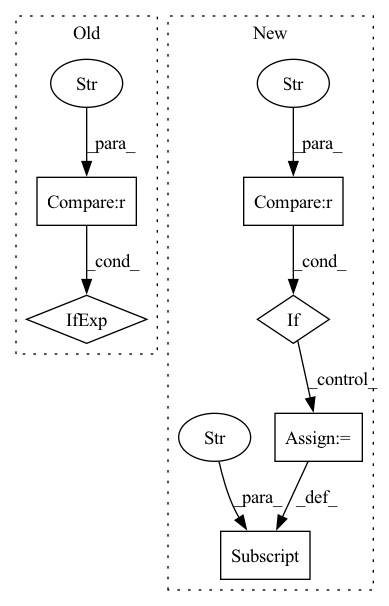 Old
New
Str
Str
_para_
_para_
Compare:r
Compare:r
_cond_
_cond_
IfExp
If
_control_
Str
Assign:=
_para_
_def_
Subscript